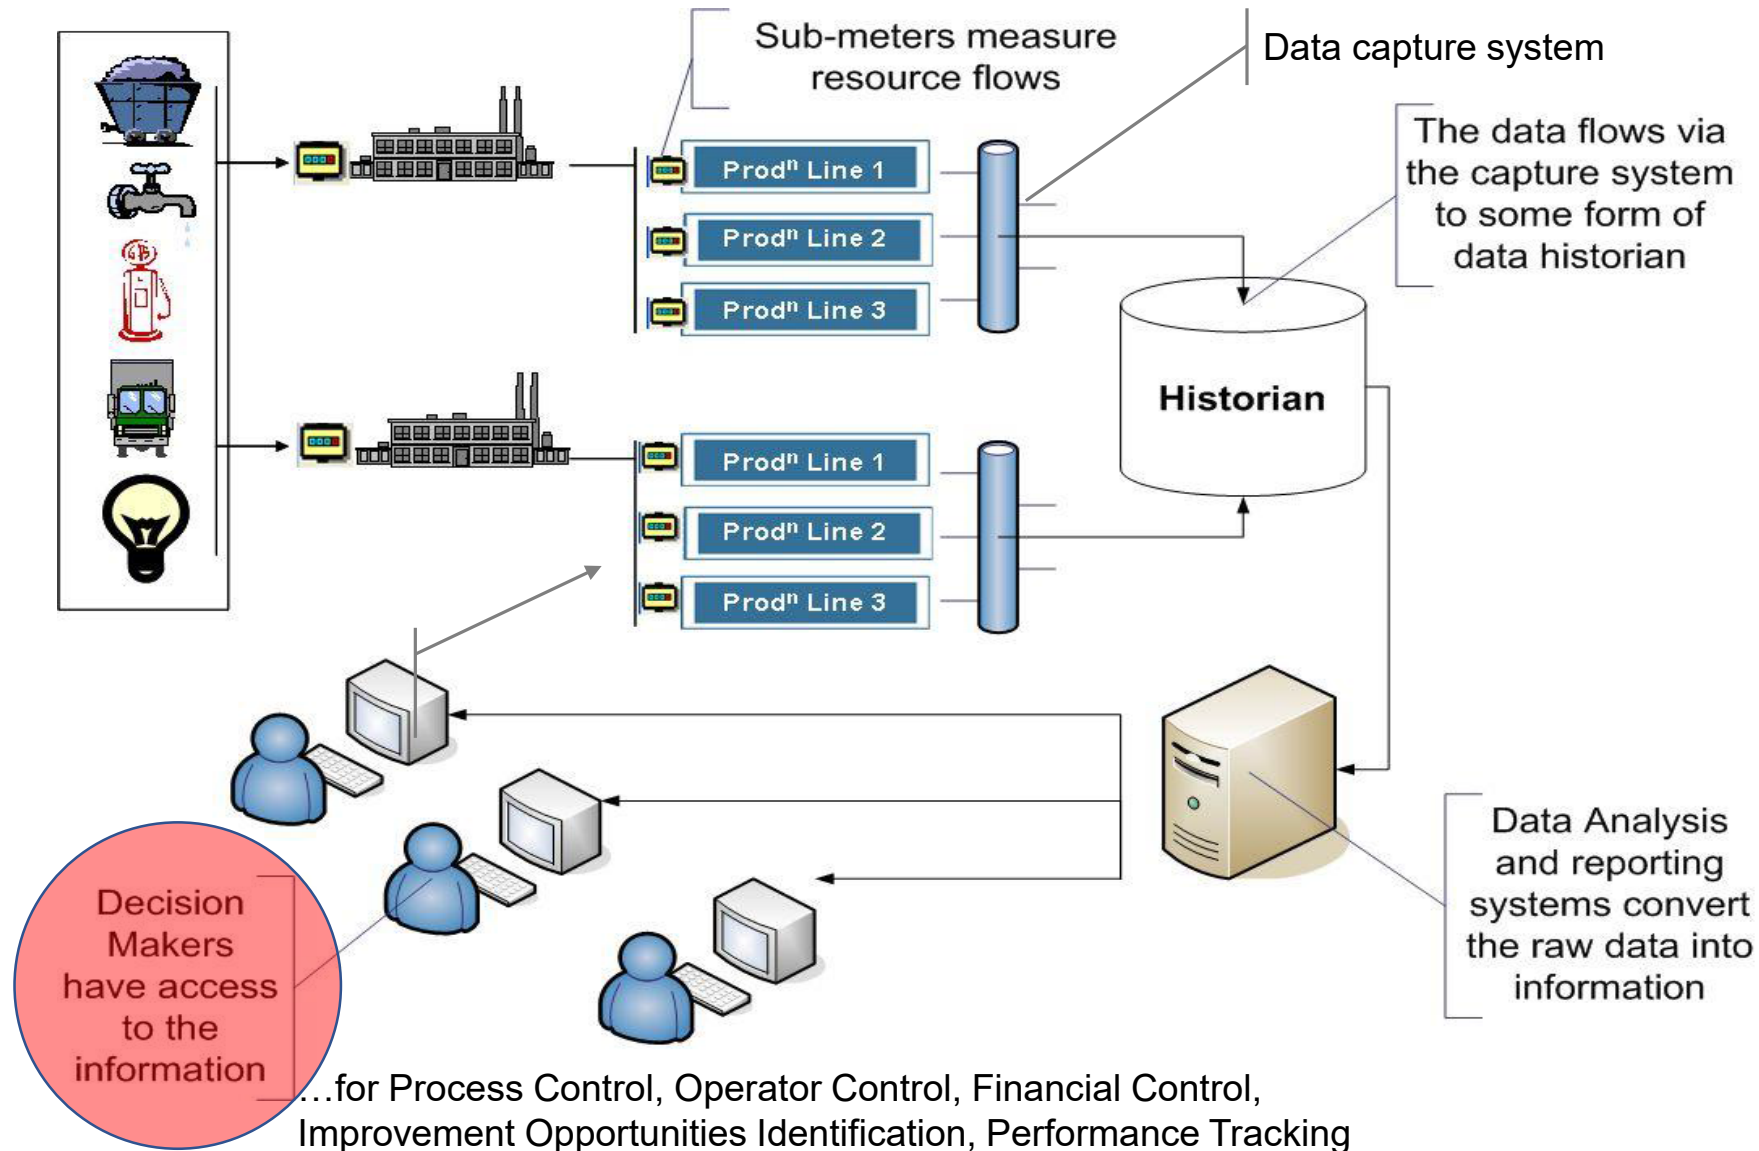 Sub-meters measure
resource flows
Data capture system
The data flows via
the capture system
to some form of
data historian
Prodⁿ Line 1
Prodⁿ Line 2
Prodⁿ Line 3
Historian
Prodⁿ Line 1
Prodⁿ Line 2
Prodⁿ Line 3
Data Analysis
and reporting
systems convert
the raw data into
information
Decision
Makers
have access
to the
information
…for Process Control, Operator Control, Financial Control,
Improvement Opportunities Identification, Performance Tracking